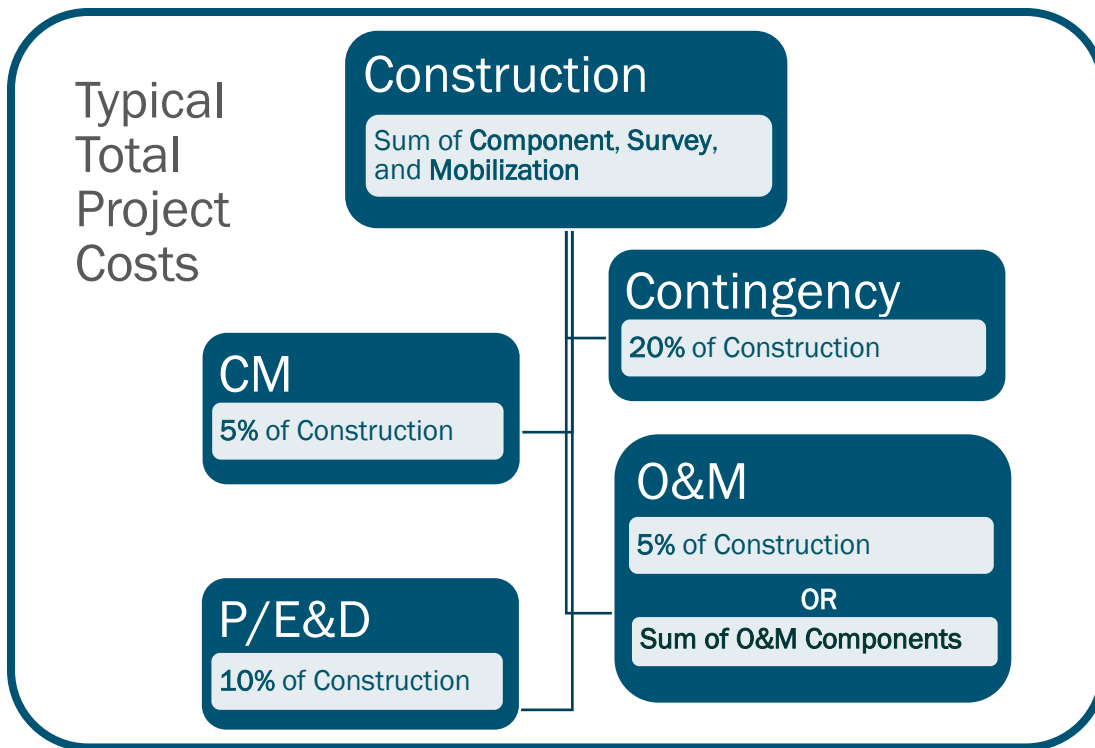 Typical
Total
Project
Costs
Construction
Sum of Component, Survey,
and Mobilization
Contingency
20% of Construction
CM
5% of Construction
O&M
5% of Construction
OR
Sum of O&M Components
P/E&D
10% of Construction